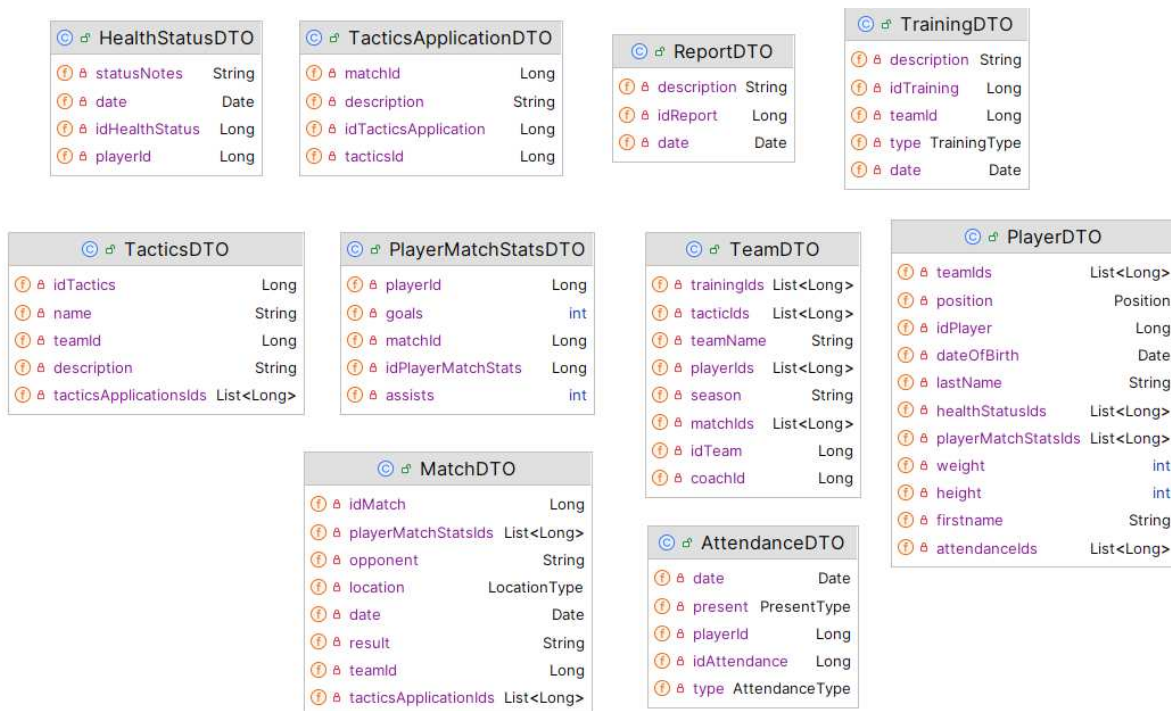 HealthStatusDTO
statusNotes String
date Date
idHealthStatus Long
playerId Long
TacticsApplicationDTO
matchId Long
description String
idTacticsApplication Long
tacticsId Long
ReportDTO
description String
idReport Long
date Date
TrainingDTO
description String
idTraining Long
teamId Long
type TrainingType
date Date
TacticsDTO
idTactics Long
name String
teamId Long
description String
tacticsApplicationsIds List<Long>
PlayerMatchStatsDTO
playerId Long
goals int
matchId Long
idPlayerMatchStats Long
assists int
TeamDTO
trainingIds List<Long>
tacticIds List<Long>
teamName String
playerIds List<Long>
season String
matchIds List<Long>
idTeam Long
coachId Long
PlayerDTO
teamIds List<Long>
position Position
idPlayer Long
dateOfBirth Date
lastName String
healthStatusIds List<Long>
playerMatchStatsIds List<Long>
weight int
height int
firstname String
attendanceIds List<Long>
MatchDTO
idMatch Long
playerMatchStatsIds List<Long>
opponent String
location LocationType
date Date
result String
teamId Long
tacticsApplicationIds List<Long>
AttendanceDTO
date Date
present PresentType
playerId Long
idAttendance Long
type AttendanceType